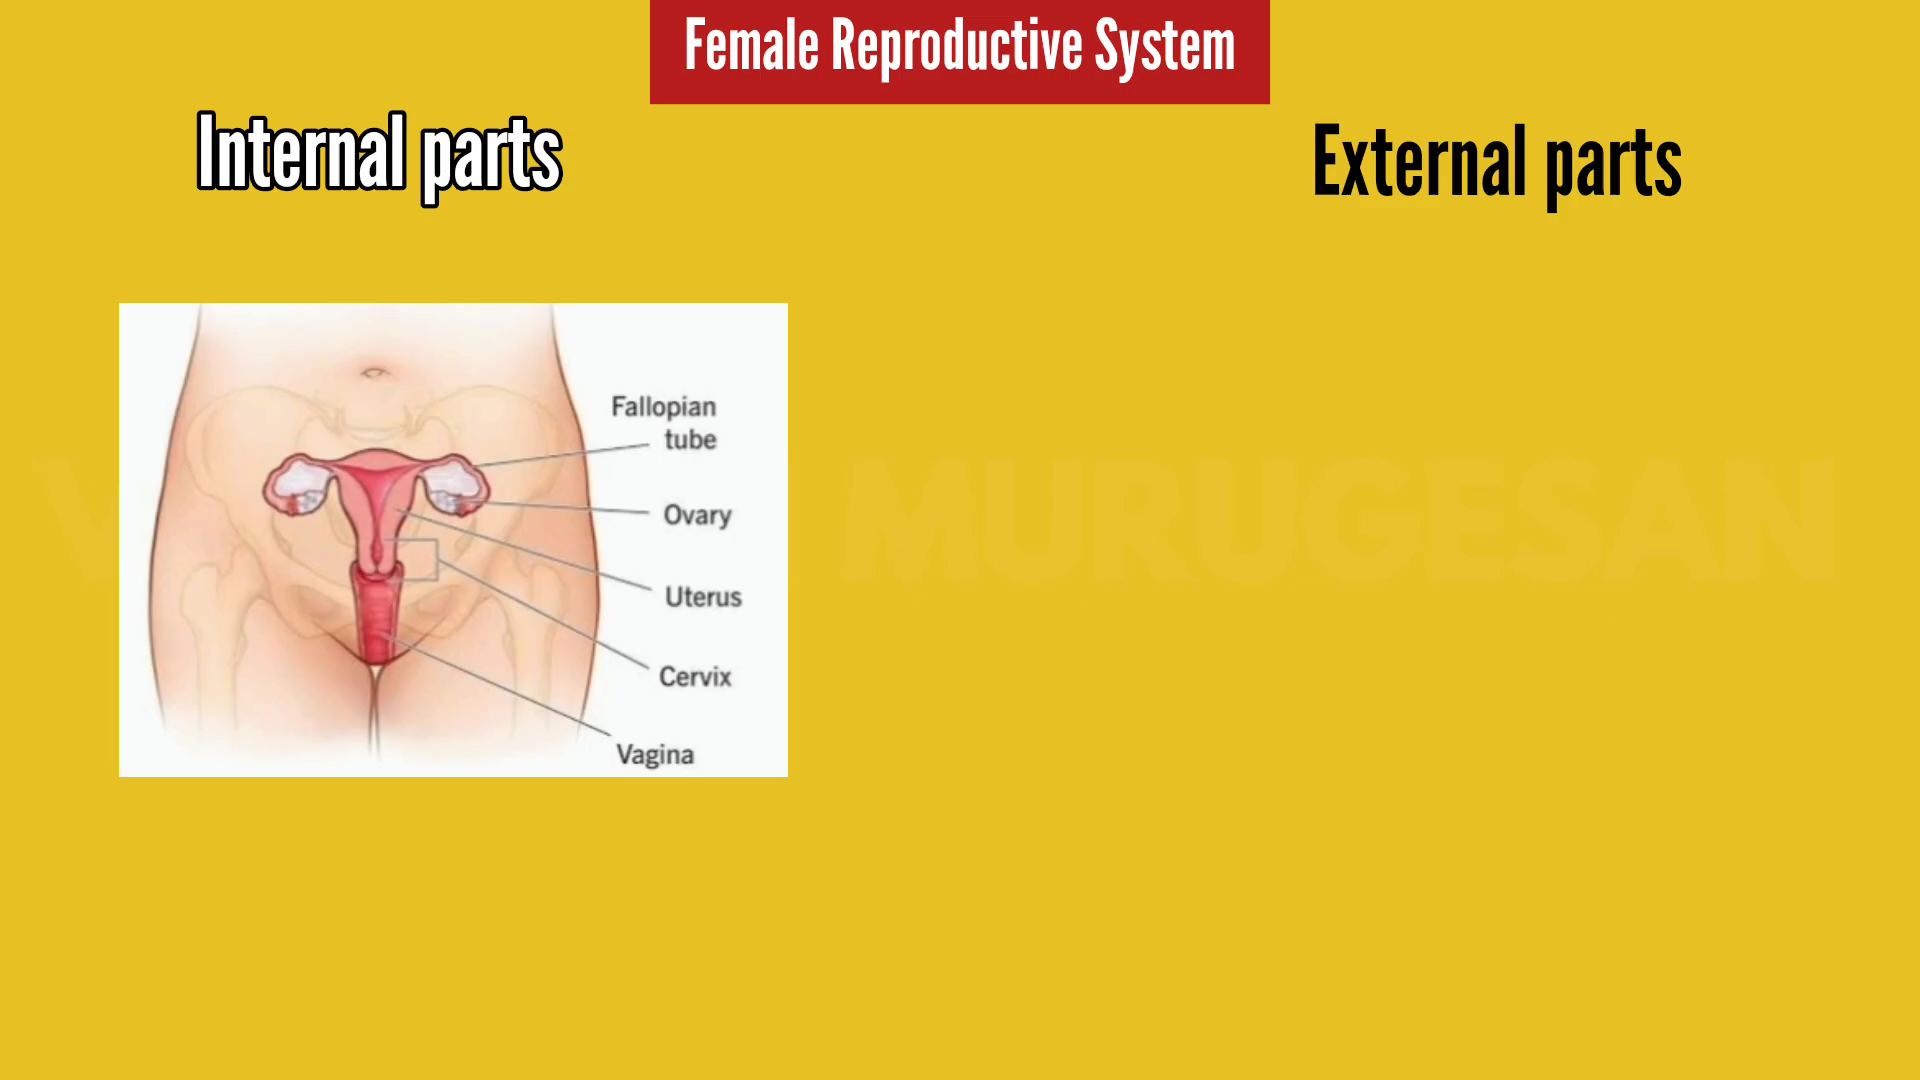 Female Reproductive System
Internal parts
External parts
Fallopian
tube
Ovary
Uterus
Cervix
Vagina
MURUGESAN